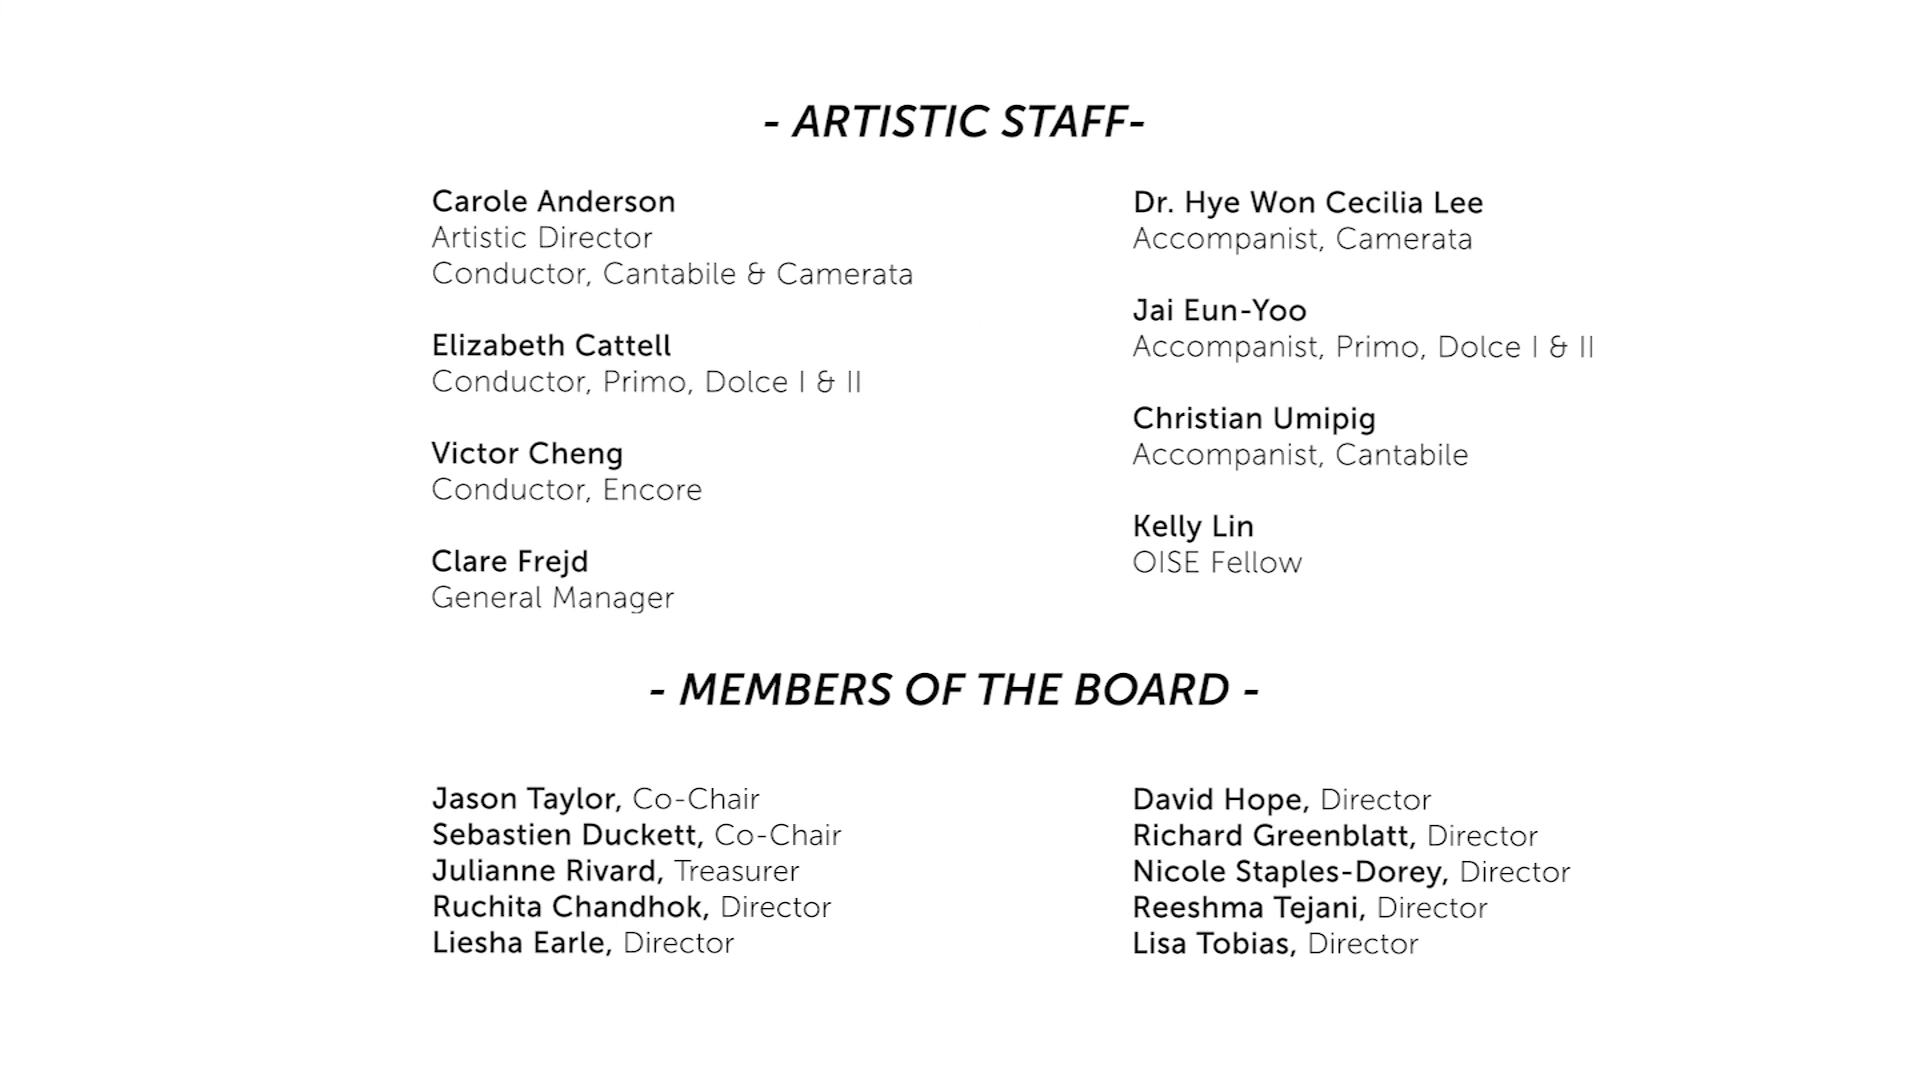 - ARTISTIC STAFF-
Carole Anderson
Artistic Director
Conductor, Cantabile & Camerata
Elizabeth Cattell
Conductor, Primo, Dolce I & II
Victor Cheng
Conductor, Encore
Clare Frejd
General Manager
Dr. Hye Won Cecilia Lee
Accompanist, Camerata
Jai Eun-Yoo
Accompanist, Primo, Dolce I & II
Christian Umipig
Accompanist, Cantabile
Kelly Lin
OISE Fellow
- MEMBERS OF THE BOARD -
Jason Taylor, Co-Chair
Sebastien Duckett, Co-Chair
Julianne Rivard, Treasurer
Ruchita Chandhok, Director
Liesha Earle, Director
David Hope, Director
Richard Greenblatt, Director
Nicole Staples-Dorey, Director
Reeshma Tejani, Director
Lisa Tobias, Director